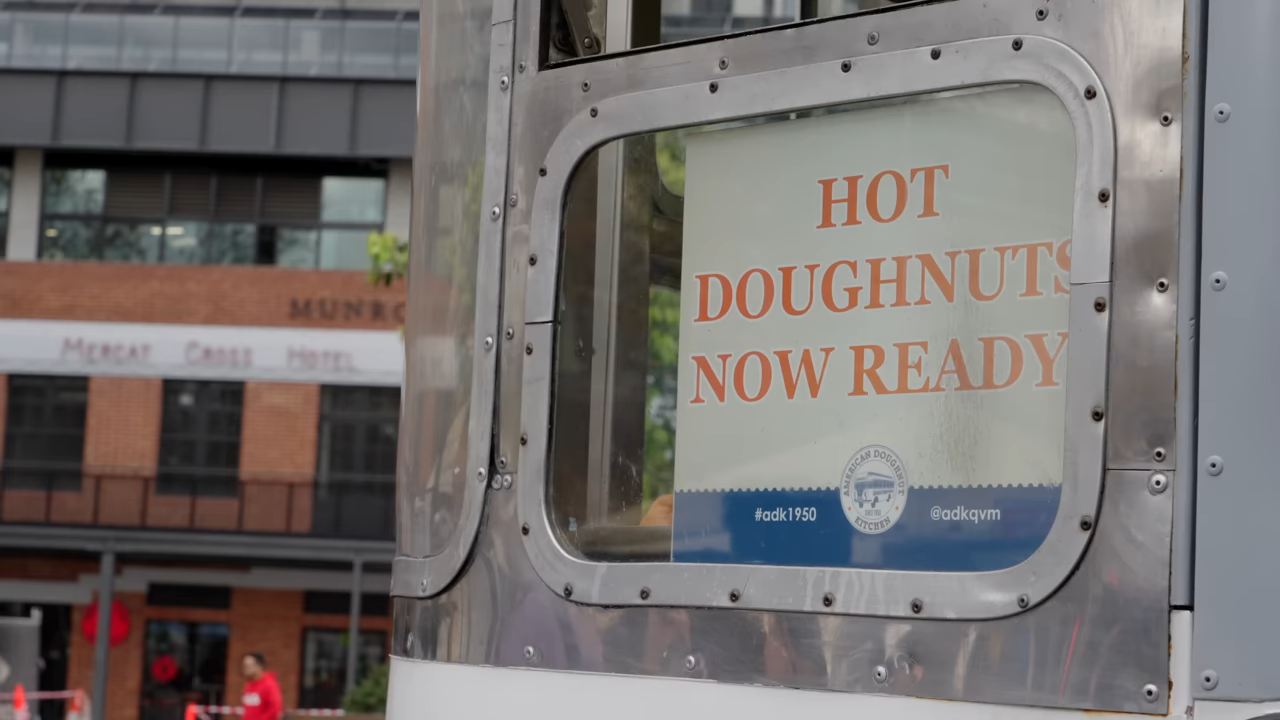 MUNRO
MERCAT CROSS HOTEL
HOT
DOUGHNUTS
NOW READY
AMERICAN DOUGHNUT
KITCHEN
#adk1950
@adkqvm